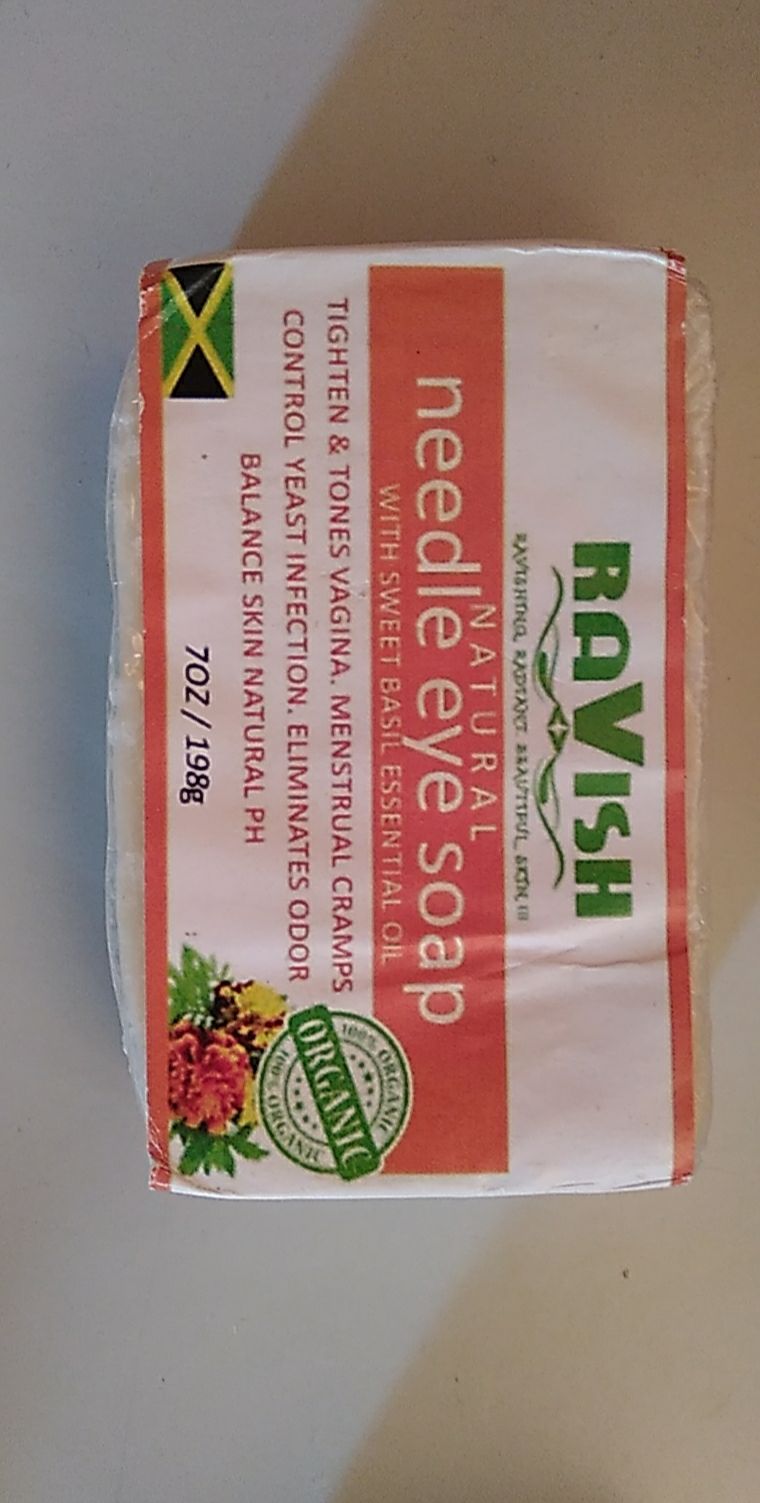 RAVISH
RAVISHING, RADIANT. BEAUTIFUL, SKIN !!!
NATURAL
needle eye soap
WITH SWEET BASIL ESSENTIAL OIL
100% ORGANIC
ORGANIC
100% ORGANIC
TIGHTEN & TONES VAGINA. MENSTRUAL CRAMPS
CONTROL YEAST INFECTION. ELIMINATES ODOR
BALANCE SKIN NATURAL PH
7OZ / 198g